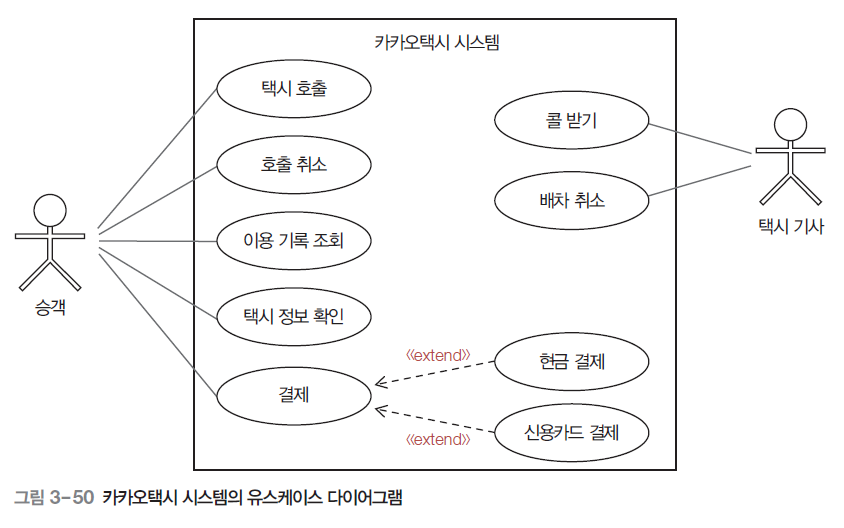 카카오택시 시스템
택시 호출
호출 취소
이용 기록 조회
택시 정보 확인
결제
콜 받기
배차 취소
현금 결제
신용카드 결제
《extend》
《extend》
승객
택시 기사
그림 3-50 카카오택시 시스템의 유스케이스 다이어그램